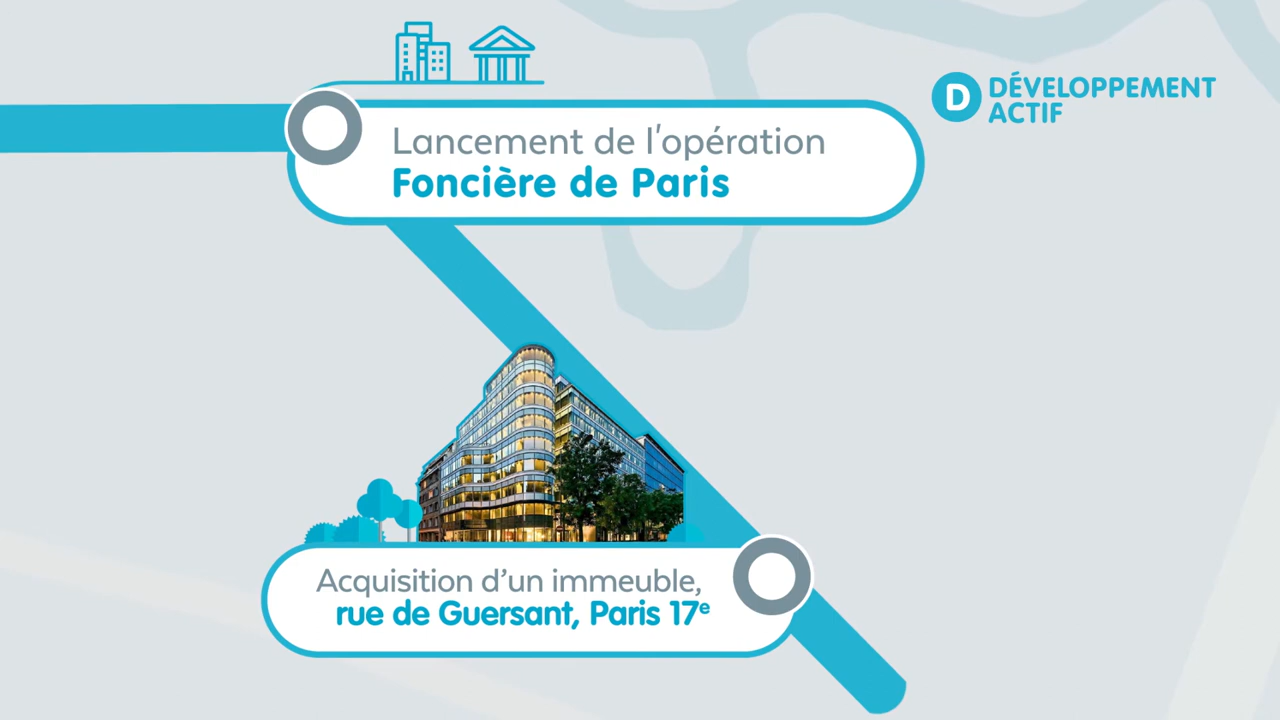 D DÉVELOPPEMENT
ACTIF
Lancement de l'opération
Foncière de Paris
Acquisition d’un immeuble,
rue de Guersant, Paris 17ᵉ